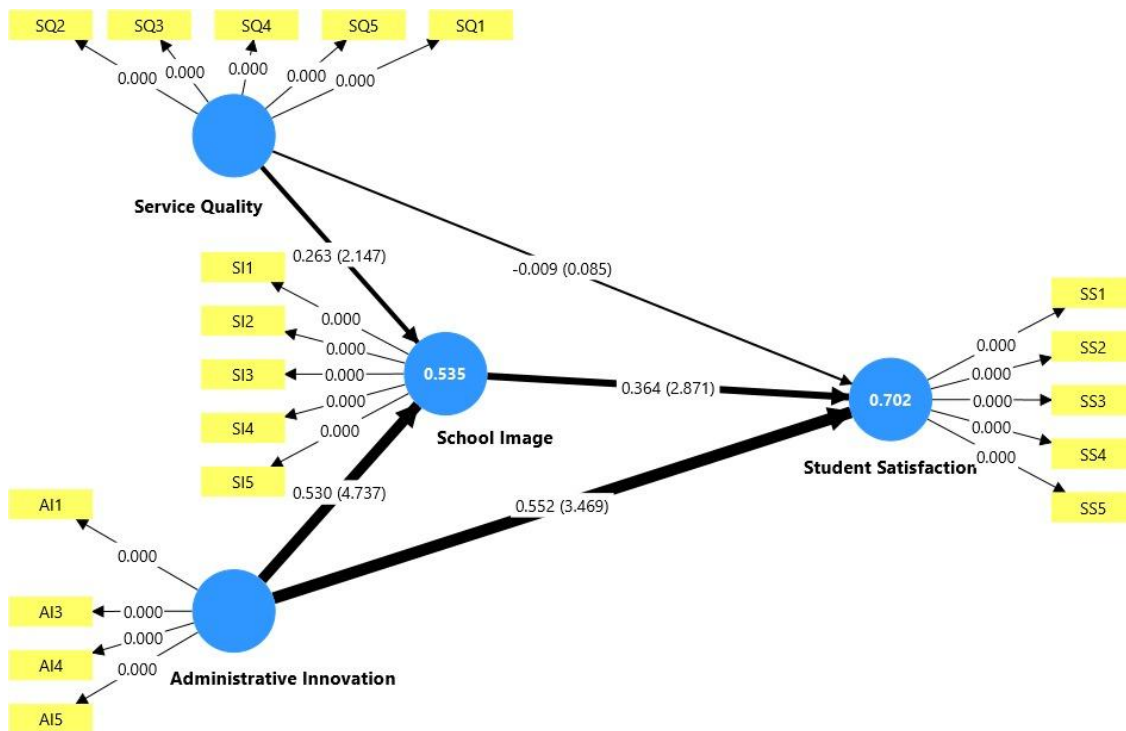 SQ2
SQ3
SQ4
SQ5
SQ1
0.000
0.000
0.000
0.000
0.000
Service Quality
0.263 (2.147)
-0.009 (0.085)
SI1
SI2
SI3
SI4
SI5
0.000
0.000
0.000
0.000
0.000
0.535
School Image
0.364 (2.871)
0.702
Student Satisfaction
SS1
SS2
SS3
SS4
SS5
0.000
0.000
0.000
0.000
0.000
0.530 (4.737)
0.552 (3.469)
AI1
AI3
AI4
AI5
0.000
0.000
0.000
0.000
Administrative Innovation